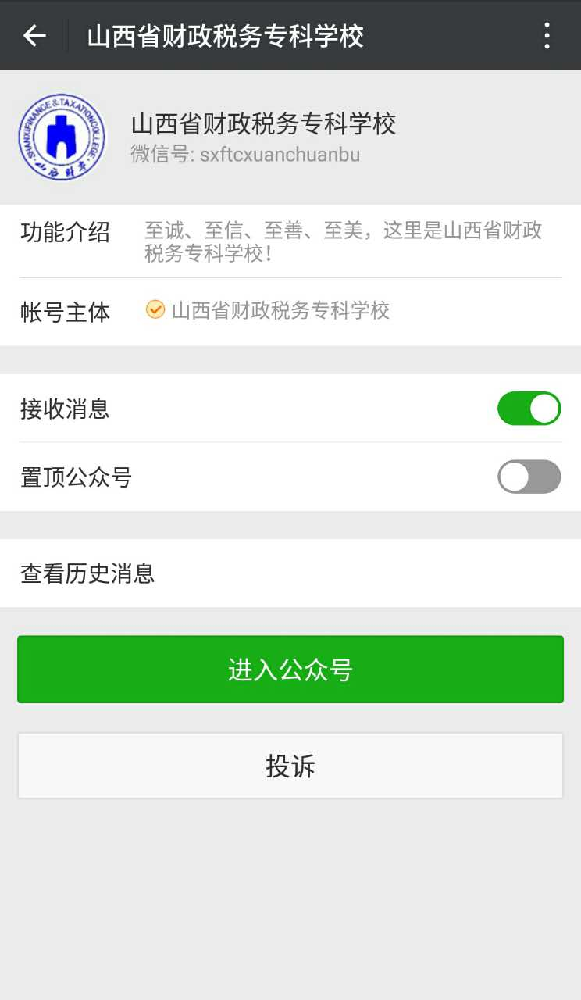 山西省财政税务专科学校
SHANXI FINANCE & TAXATION COLLEGE
山西省财政税务专科学校
微信号: sxftcxuanchuanbu
功能介绍
至诚、至信、至善、至美，这里是山西省财政
税务专科学校！
帐号主体
山西省财政税务专科学校
接收消息
置顶公众号
查看历史消息
进入公众号
投诉